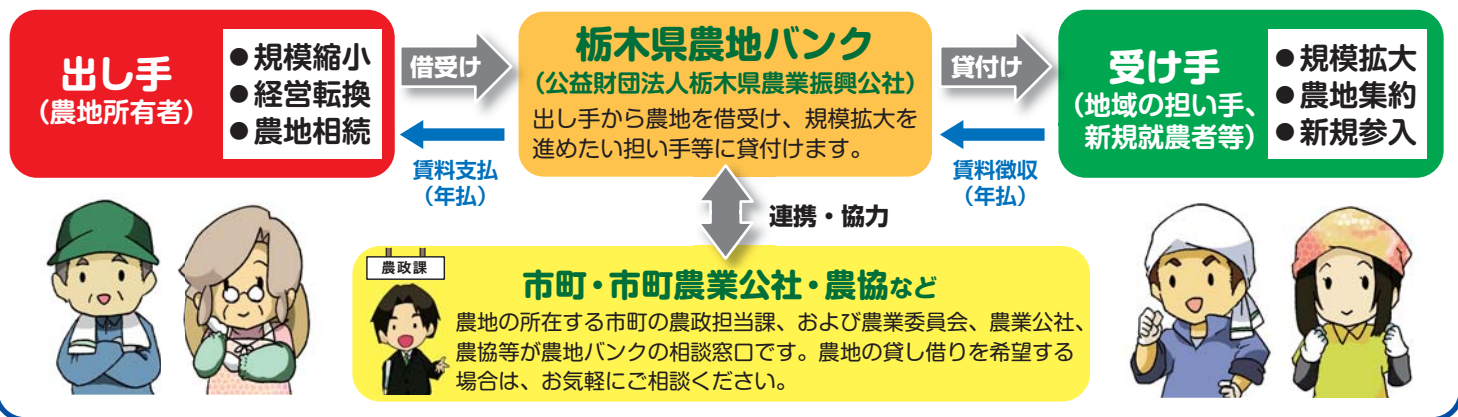 出し手
(農地所有者)
●規模縮小
●経営転換
●農地相続
借受け
賃料支払
(年払)
栃木県農地バンク
(公益財団法人栃木県農業振興公社)
出し手から農地を借受け、規模拡大を
進めたい担い手等に貸付けます。
貸付け
賃料徴収
(年払)
受け手
(地域の担い手、
新規就農者等)
●規模拡大
●農地集約
●新規参入
連携・協力
農政課
市町・市町農業公社・農協など
農地の所在する市町の農政担当課、および農業委員会、農業公社、
農協等が農地バンクの相談窓口です。農地の貸し借りを希望する
場合は、お気軽にご相談ください。